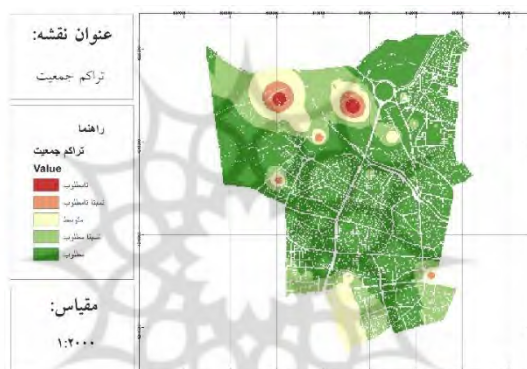 عنوان نقشه:
تراکم جمعیت
راهنما
تراکم جمعیت
Value
نامطلوب
نسبتا نامطلوب
متوسط
نسبتا مطلوب
مطلوب
مقیاس:
۱:۲۰۰۰